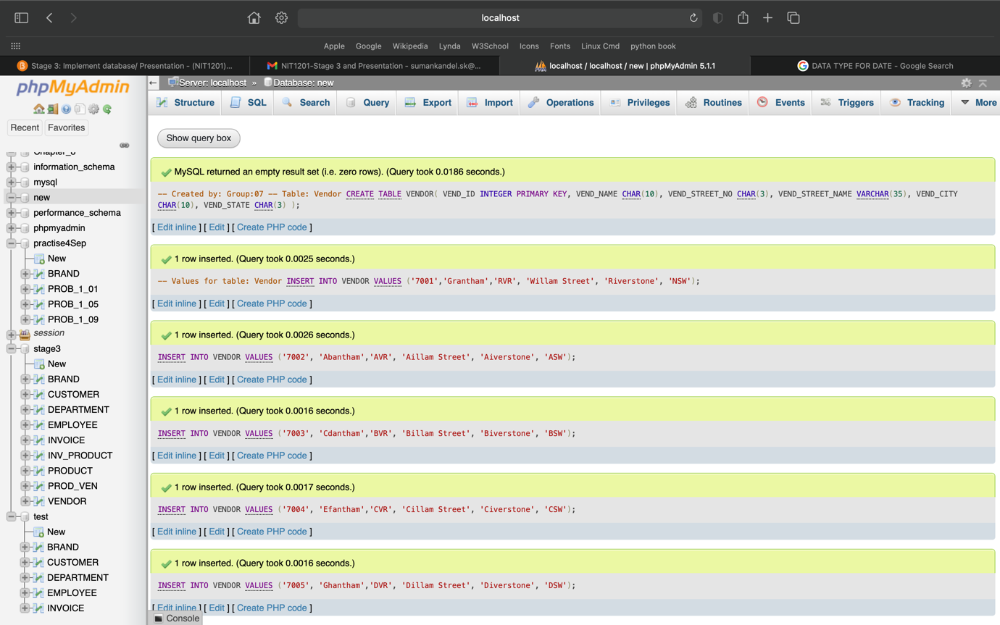 localhost
Apple Google Wikipedia Lynda W3School Icons Fonts Linux Cmd python book
Stage 3: Implement database/ Presentation - (NIT1201)... NIT1201-Stage 3 and Presentation - sumankandel.sk@... localhost / localhost / new | phpMyAdmin 5.1.1 DATA TYPE FOR DATE - Google Search
phpMyAdmin
Recent Favorites
Chapter_8
information_schema
mysql
new
performance_schema
phpmyadmin
practise4Sep
New
BRAND
PROB_1_01
PROB_1_05
PROB_1_09
session
stage3
New
BRAND
CUSTOMER
DEPARTMENT
EMPLOYEE
INVOICE
INV_PRODUCT
PRODUCT
PROD_VEN
VENDOR
test
New
BRAND
CUSTOMER
DEPARTMENT
EMPLOYEE
INVOICE
Server: localhost » Database: new
Structure SQL Search Query Export Import Operations Privileges Routines Events Triggers Tracking More
Show query box
MySQL returned an empty result set (i.e. zero rows). (Query took 0.0186 seconds.)
-- Created by: Group:07 -- Table: Vendor CREATE TABLE VENDOR( VEND_ID INTEGER PRIMARY KEY, VEND_NAME CHAR(10), VEND_STREET_NO CHAR(3), VEND_STREET_NAME VARCHAR(35), VEND_CITY
CHAR(10), VEND_STATE CHAR(3) );
[ Edit inline ] [ Edit ] [ Create PHP code ]
1 row inserted. (Query took 0.0025 seconds.)
-- Values for table: Vendor INSERT INTO VENDOR VALUES ('7001','Grantham','RVR', 'Willam Street', 'Riverstone', 'NSW');
[ Edit inline ] [ Edit ] [ Create PHP code ]
1 row inserted. (Query took 0.0026 seconds.)
INSERT INTO VENDOR VALUES ('7002', 'Abantham','AVR', 'Aillam Street', 'Aiverstone', 'ASW');
[ Edit inline ] [ Edit ] [ Create PHP code ]
1 row inserted. (Query took 0.0016 seconds.)
INSERT INTO VENDOR VALUES ('7003', 'Cdantham','BVR', 'Billam Street', 'Biverstone', 'BSW');
[ Edit inline ] [ Edit ] [ Create PHP code ]
1 row inserted. (Query took 0.0017 seconds.)
INSERT INTO VENDOR VALUES ('7004', 'Efantham','CVR', 'Cillam Street', 'Civerstone', 'CSW');
[ Edit inline ] [ Edit ] [ Create PHP code ]
1 row inserted. (Query took 0.0016 seconds.)
INSERT INTO VENDOR VALUES ('7005', 'Ghantham','DVR', 'Dillam Street', 'Diverstone', 'DSW');
[ Edit inline ] [ Edit ] [ Create PHP code ]
Console